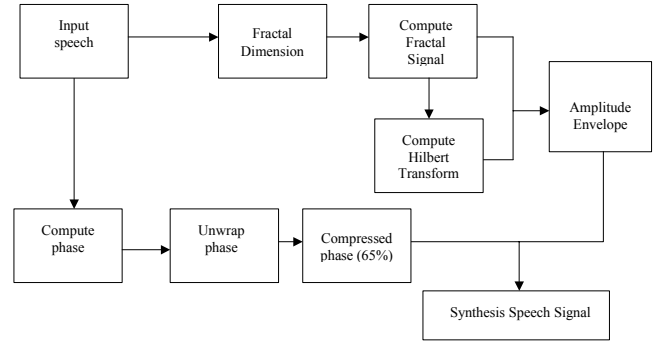 Input
speech
Fractal
Dimension
Compute
Fractal
Signal
Amplitude
Envelope
Compute
Hilbert
Transform
Compute
phase
Unwrap
phase
Compressed
phase (65%)
Synthesis Speech Signal